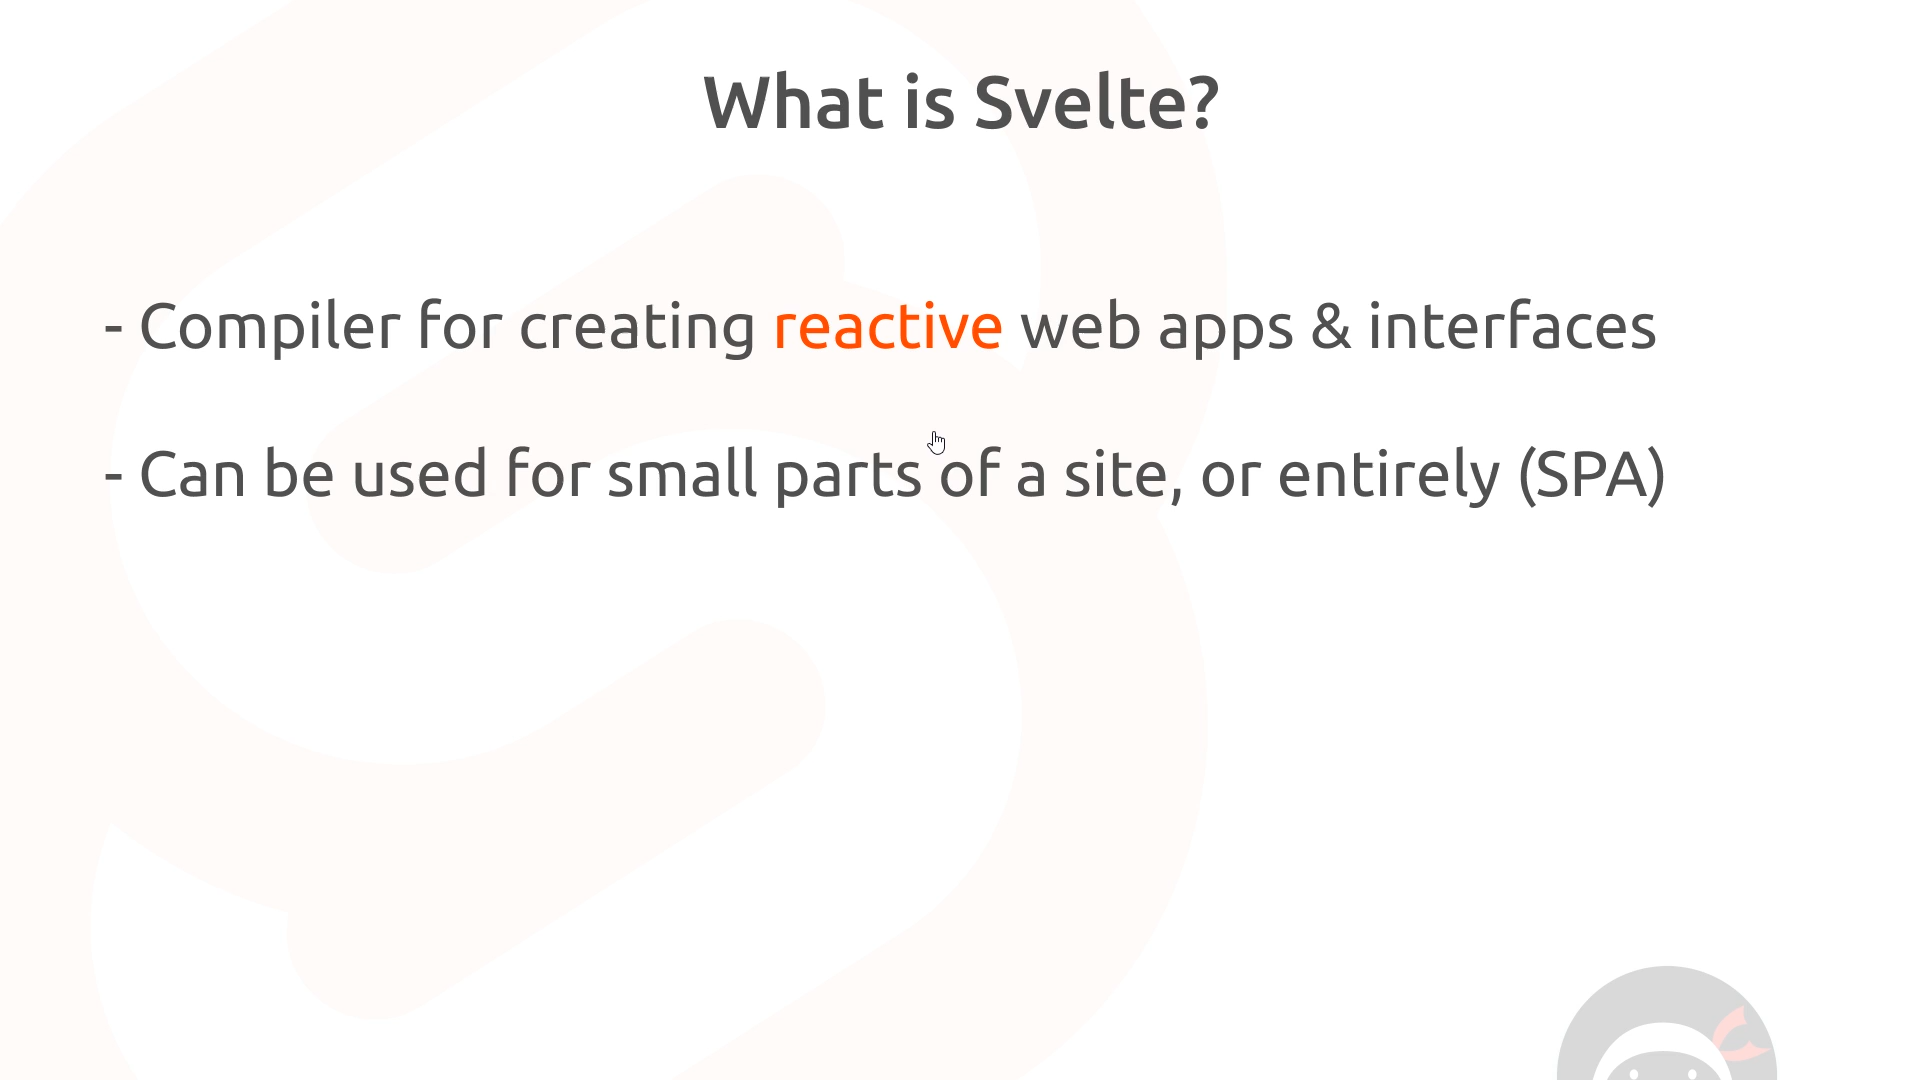 What is Svelte?
- Compiler for creating reactive web apps & interfaces
- Can be used for small parts of a site, or entirely (SPA)